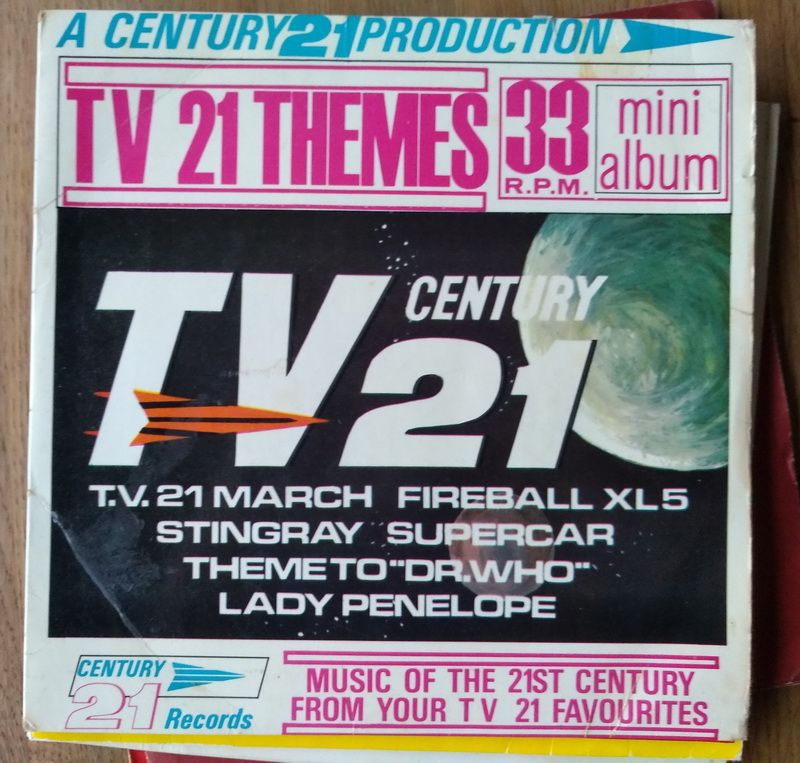 A CENTURY 21 PRODUCTION
TV 21 THEMES
33 R.P.M.
mini album
CENTURY
TV 21
T.V. 21 MARCH FIREBALL XL5
STINGRAY SUPERCAR
THEME TO "DR.WHO"
LADY PENELOPE
CENTURY
21 Records
MUSIC OF THE 21ST CENTURY
FROM YOUR TV 21 FAVOURITES